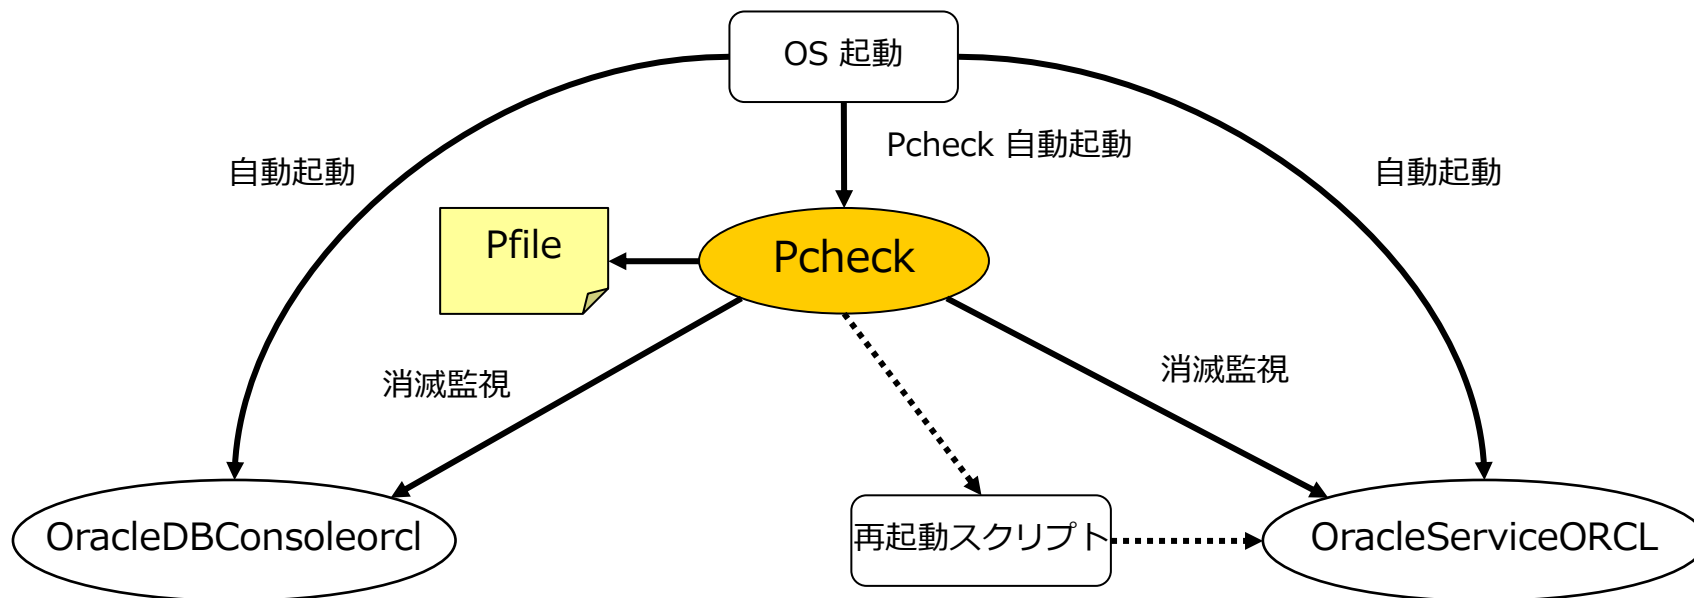 OS 起動
Pcheck 自動起動
自動起動
自動起動
Pfile
Pcheck
消滅監視
消滅監視
OracleDBConsoleorcl
再起動スクリプト
OracleServiceORCL